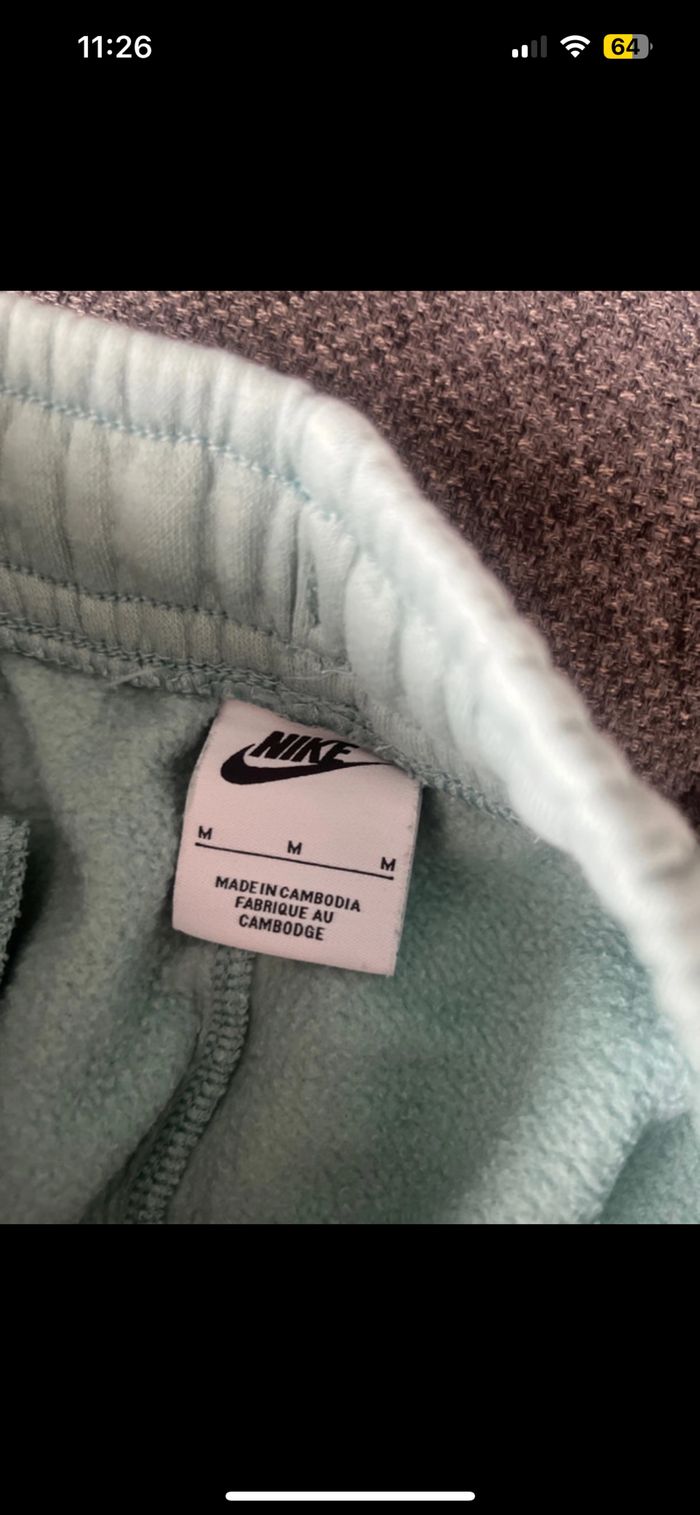 11:26
64
NIKE
M M M
MADE IN CAMBODIA
FABRIQUE AU
CAMBODGE